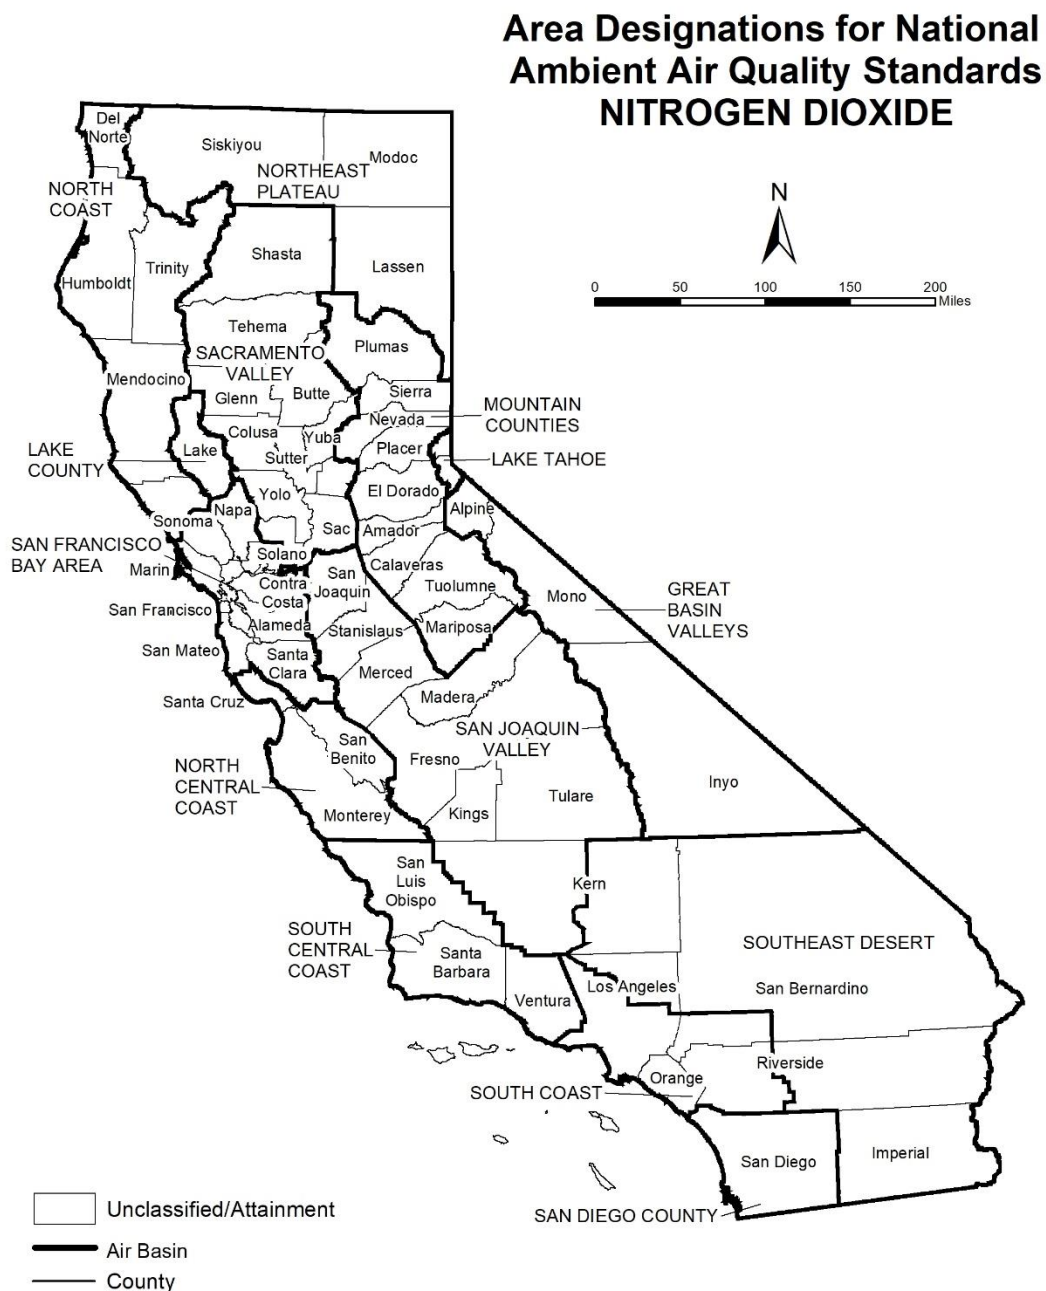 Area Designations for National
Ambient Air Quality Standards
NITROGEN DIOXIDE
Del
Norte
Siskiyou
Modoc
NORTHEAST
PLATEAU
NORTH
COAST
N
Shasta
Trinity
Lassen
Humboldt
0 50 100 150 200
Miles
Tehema
Plumas
SACRAMENTO
VALLEY
Mendocino
Sierra
Butte
Glenn
MOUNTAIN
COUNTIES
Nevada
Colusa
Yuba
LAKE
COUNTY
Lake
Placer
Sutter
LAKE TAHOE
Yolo
El Dorado
Napa
Alpine
Sonoma
Sac
Amador
SAN FRANCISCO
BAY AREA
Solano
Marin
Calaveras
San
Joaquin
Contra
Costa
Tuolumne
Mono
GREAT
BASIN
VALLEYS
San Francisco
Alameda
Stanislaus
Mariposa
San Mateo
Santa
Clara
Merced
Santa Cruz
Madera
SAN JOAQUIN
VALLEY
San
Benito
Fresno
NORTH
CENTRAL
COAST
Inyo
Tulare
Monterey
Kings
San
Luis
Obispo
Kern
SOUTH
CENTRAL
COAST
Santa
Barbara
SOUTHEAST DESERT
Ventura
Los Angeles
San Bernardino
Riverside
Orange
SOUTH COAST
San Diego
Imperial
SAN DIEGO COUNTY
Unclassified/Attainment
Air Basin
County